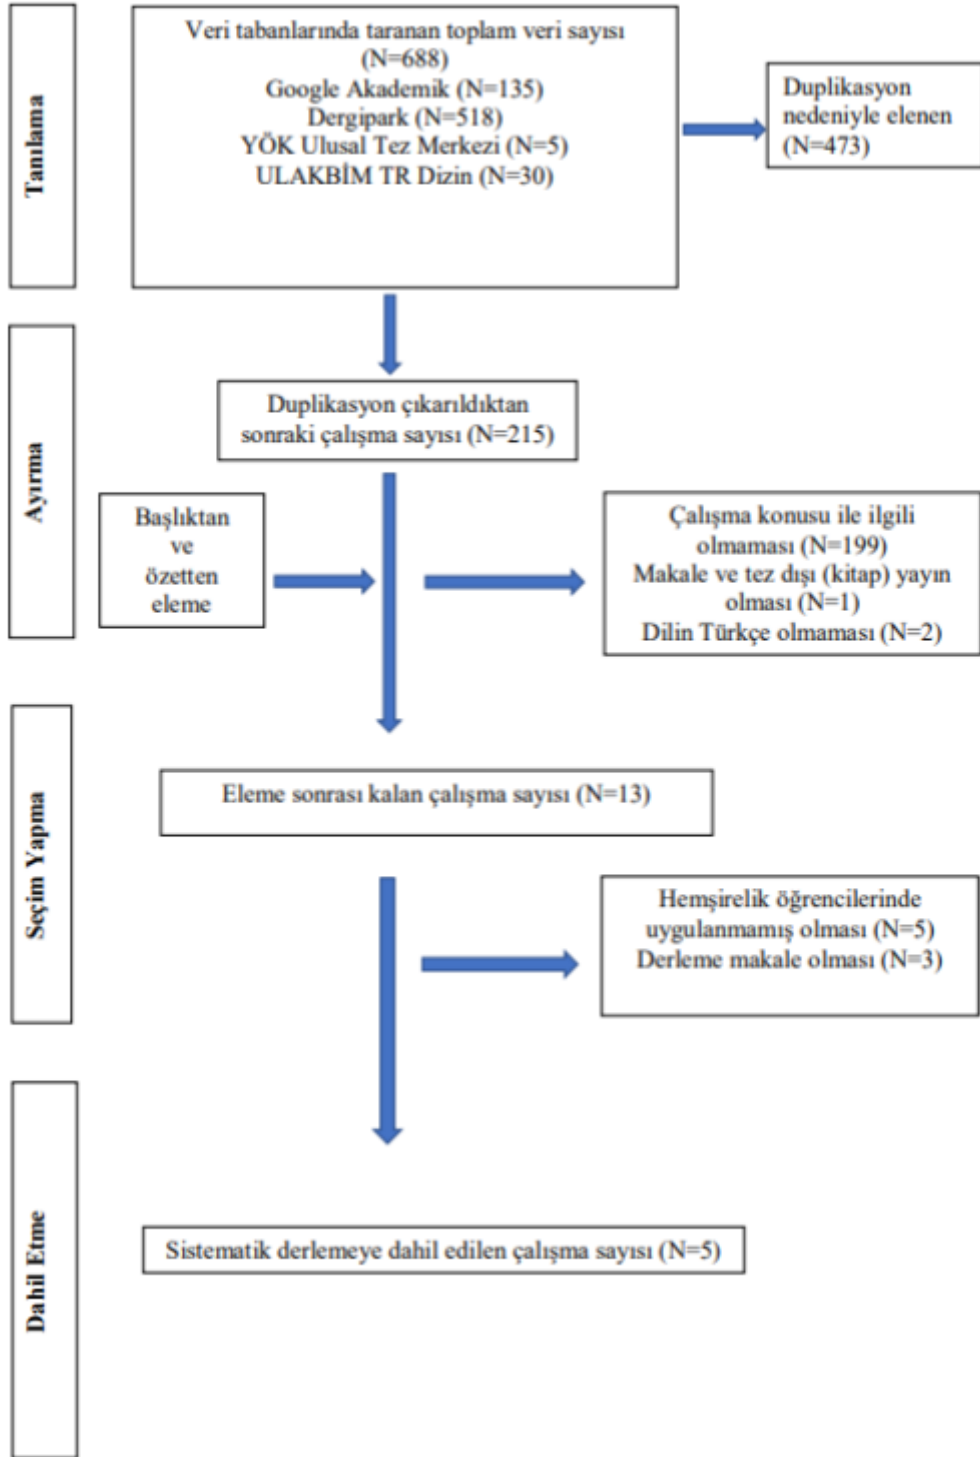 Tanılama
Veri tabanlarında taranan toplam veri sayısı
(N=688)
Google Akademik (N=135)
Dergipark (N=518)
YÖK Ulusal Tez Merkezi (N=5)
ULAKBİM TR Dizin (N=30)
Duplikasyon
nedeniyle elenen
(N=473)
Ayırma
Duplikasyon çıkarıldıktan
sonraki çalışma sayısı (N=215)
Başlıktan
ve
özetten
eleme
Çalışma konusu ile ilgili
olmaması (N=199)
Makale ve tez dışı (kitap) yayın
olması (N=1)
Dilin Türkçe olmaması (N=2)
Seçim Yapma
Eleme sonrası kalan çalışma sayısı (N=13)
Hemşirelik öğrencilerinde
uygulanmamış olması (N=5)
Derleme makale olması (N=3)
Dahil Etme
Sistematik derlemeye dahil edilen çalışma sayısı (N=5)